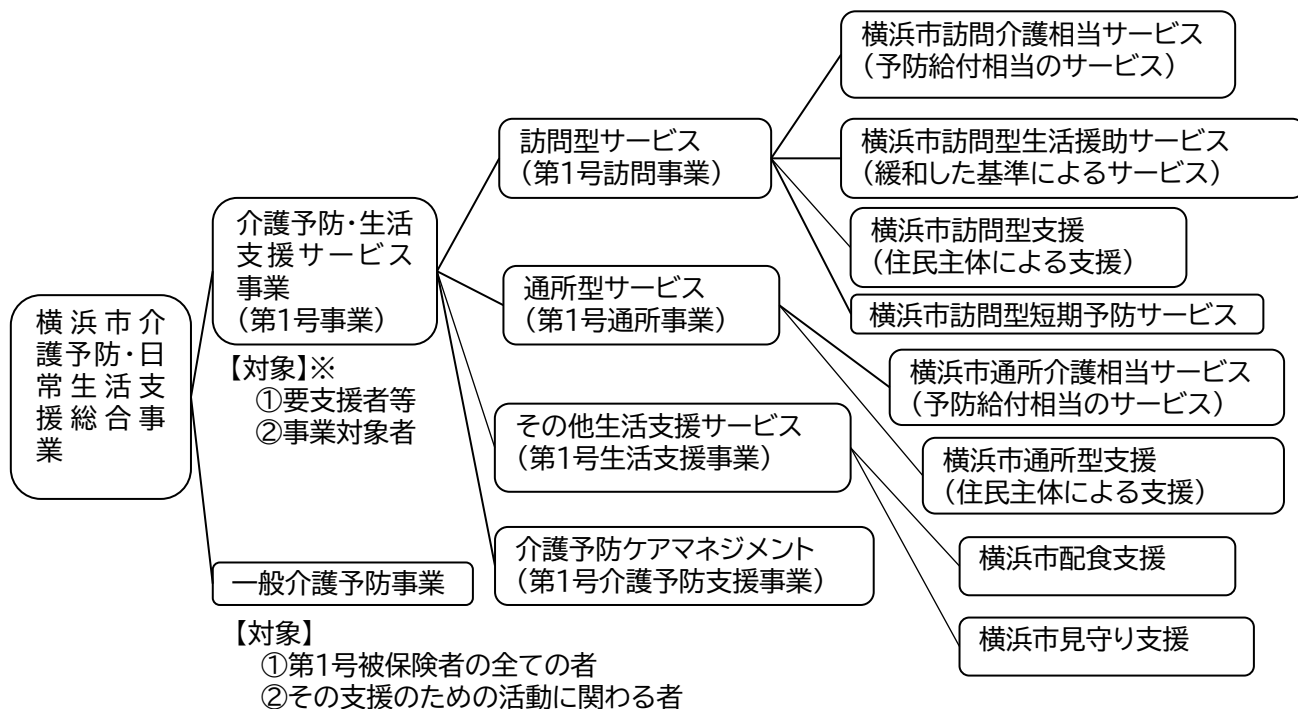 横浜市介
護予防・日
常生活支
援総合事
業
介護予防・生活
支援サービス
事業
(第1号事業)
【対象】※
①要支援者等
②事業対象者
一般介護予防事業
【対象】
①第1号被保険者の全ての者
②その支援のための活動に関わる者
訪問型サービス
(第1号訪問事業)
通所型サービス
(第1号通所事業)
その他生活支援サービス
(第1号生活支援事業)
介護予防ケアマネジメント
(第1号介護予防支援事業)
横浜市訪問介護相当サービス
(予防給付相当のサービス)
横浜市訪問型生活援助サービス
(緩和した基準によるサービス)
横浜市訪問型支援
(住民主体による支援)
横浜市訪問型短期予防サービス
横浜市通所介護相当サービス
(予防給付相当のサービス)
横浜市通所型支援
(住民主体による支援)
横浜市配食支援
横浜市見守り支援